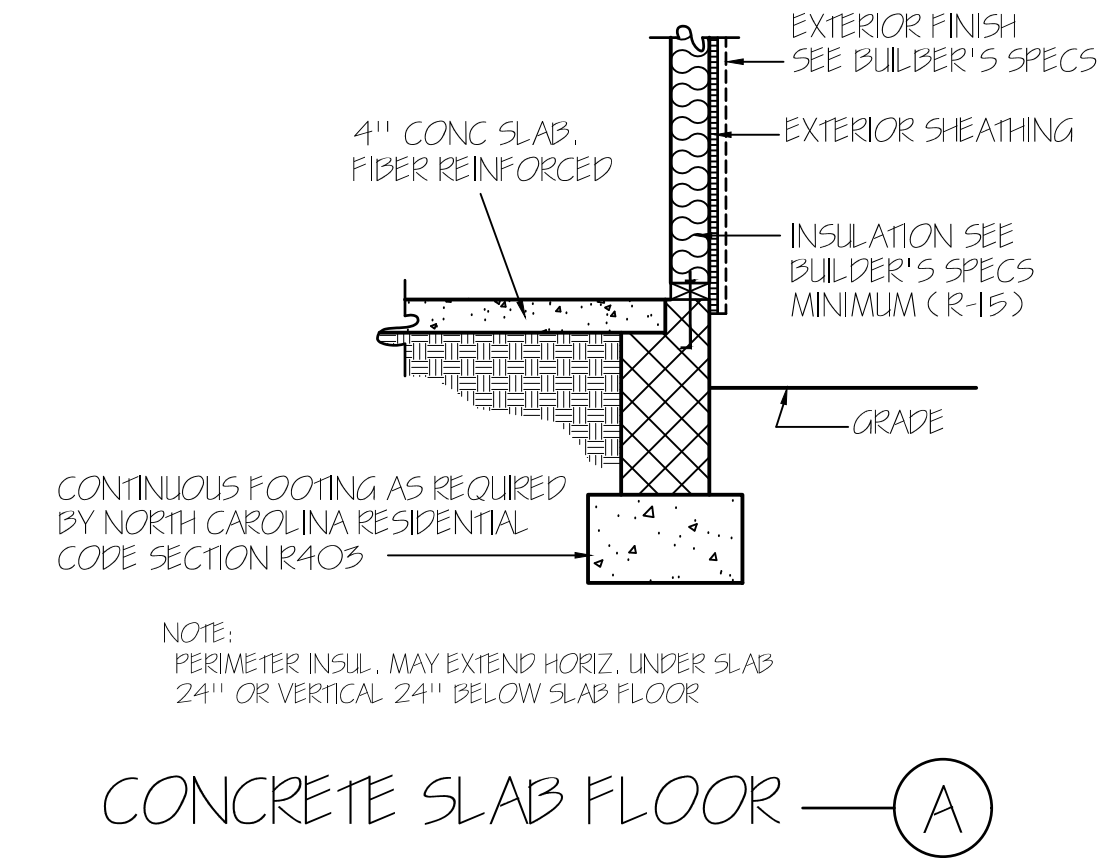 EXTERIOR FINISH
SEE BUILBER'S SPECS
4" CONC SLAB.
FIBER REINFORCED
EXTERIOR SHEATHING
INSULATION SEE
BUILDER'S SPECS
MINIMUM (R-15)
GRADE
CONTINUOUS FOOTING AS REQUIRED
BY NORTH CAROLINA RESIDENTIAL
CODE SECTION R403
NOTE:
PERIMETER INSUL. MAY EXTEND HORIZ. UNDER SLAB
24" OR VERTICAL 24" BELOW SLAB FLOOR
CONCRETE SLAB FLOOR
A